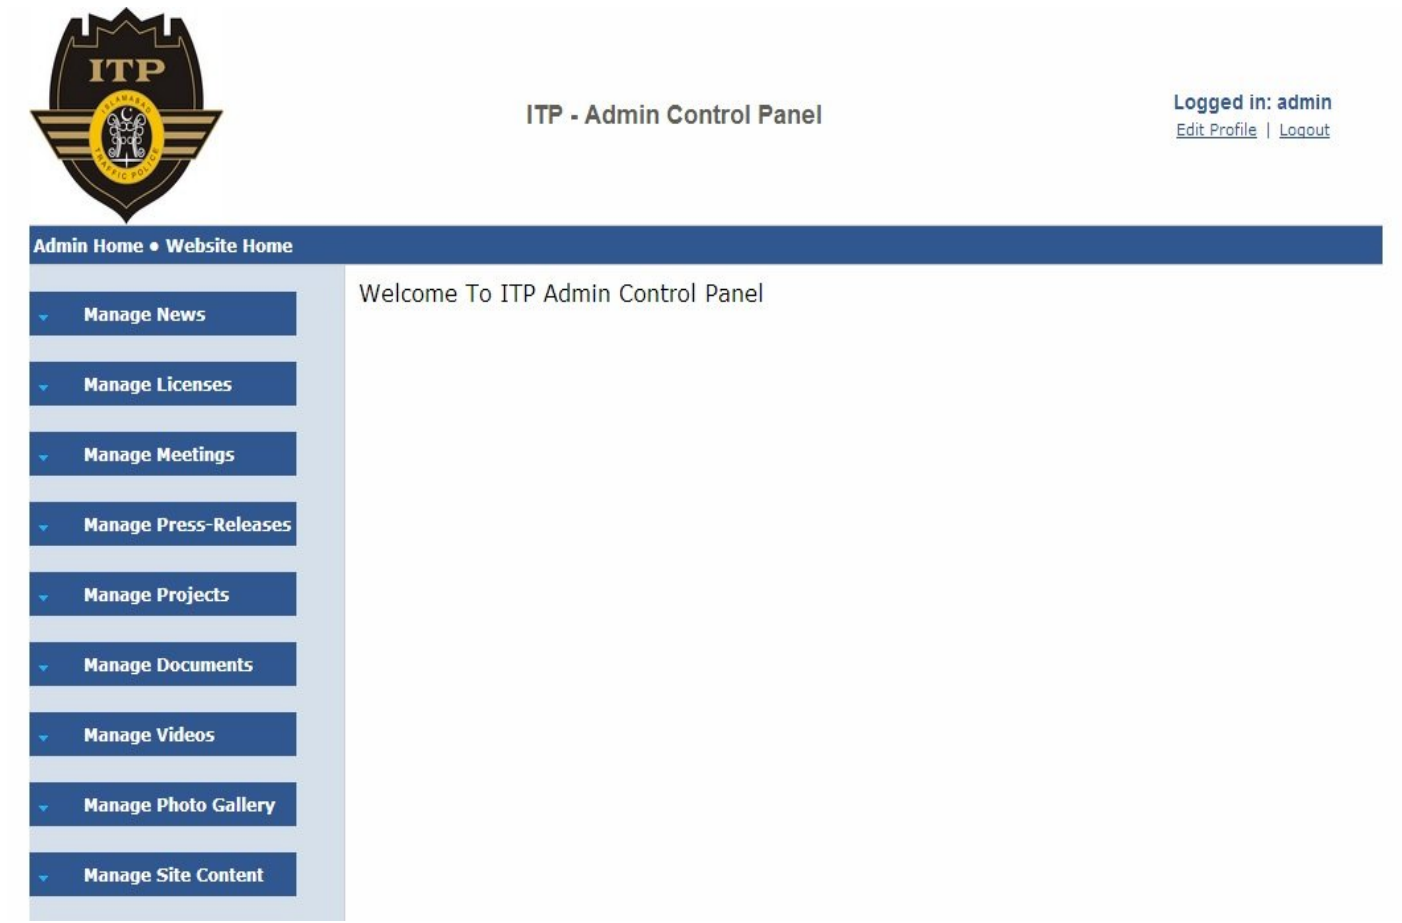 ITP
ISLAMABAD
TRAFFIC POLICE
ITP - Admin Control Panel
Logged in: admin
Edit Profile | Logout
Admin Home • Website Home
Welcome To ITP Admin Control Panel
Manage News
Manage Licenses
Manage Meetings
Manage Press-Releases
Manage Projects
Manage Documents
Manage Videos
Manage Photo Gallery
Manage Site Content